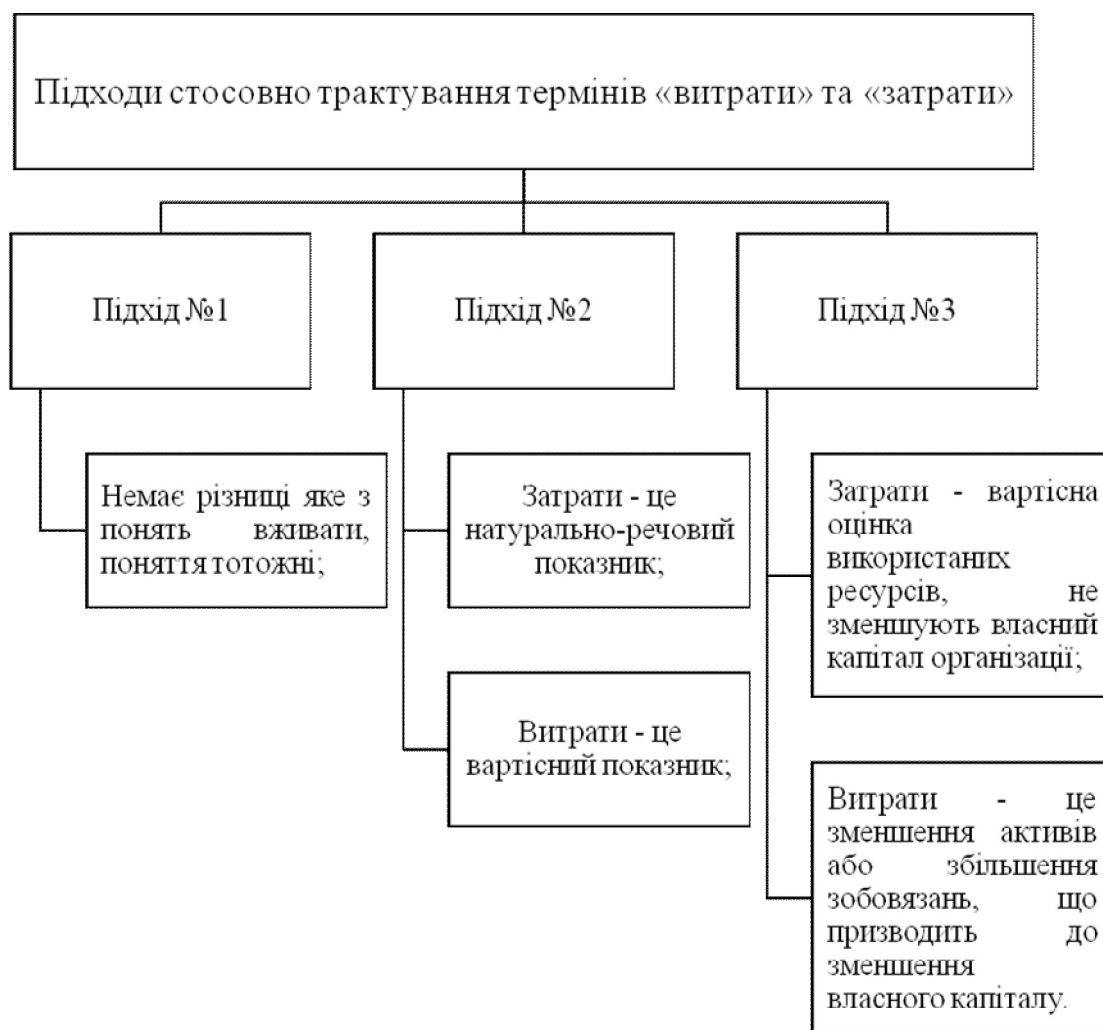 Підходи стосовно трактування термінів «витрати» та «затрати»
Підхід №1
Підхід №2
Підхід №3
Немає різниці яке з
понять вживати,
поняття тотожні;
Затрати - це
натурально-речовий
показник;
Витрати - це
вартісний показник;
Затрати - вартісна
оцінка
використаних
ресурсів, не
зменшують власний
капітал організації;
Витрати - це
зменшення активів
або збільшення
зобовязань, що
призводить до
зменшення
власного капіталу.